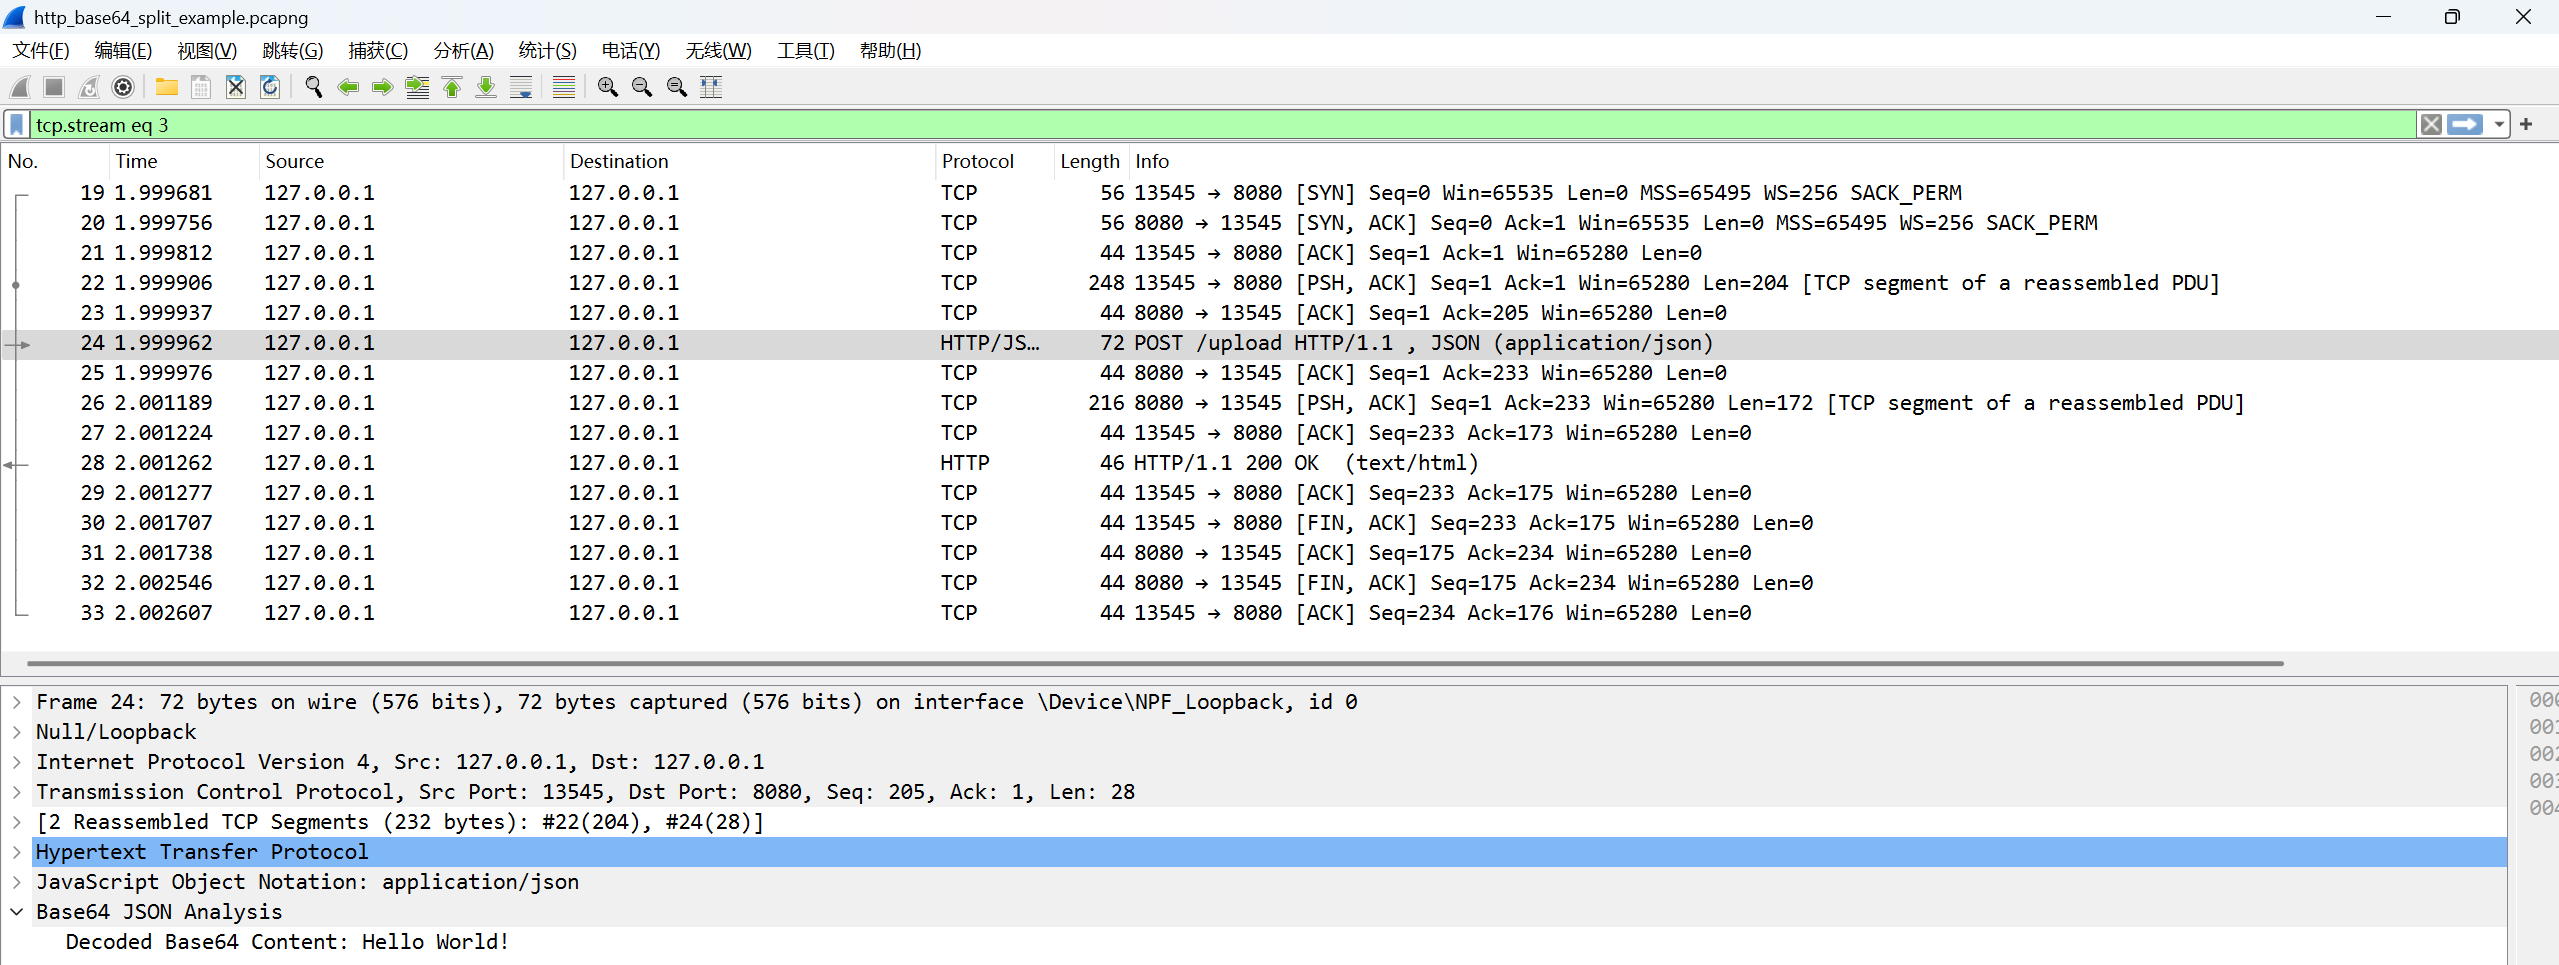 http_base64_split_example.pcapng
文件(F) 编辑(E) 视图(V) 跳转(G) 捕获(C) 分析(A) 统计(S) 电话(Y) 无线(W) 工具(T) 帮助(H)
tcp.stream eq 3
No. Time Source Destination Protocol Length Info
19 1.999681 127.0.0.1 127.0.0.1 TCP 56 13545 → 8080 [SYN] Seq=0 Win=65535 Len=0 MSS=65495 WS=256 SACK_PERM
20 1.999756 127.0.0.1 127.0.0.1 TCP 56 8080 → 13545 [SYN, ACK] Seq=0 Ack=1 Win=65535 Len=0 MSS=65495 WS=256 SACK_PERM
21 1.999812 127.0.0.1 127.0.0.1 TCP 44 13545 → 8080 [ACK] Seq=1 Ack=1 Win=65280 Len=0
22 1.999906 127.0.0.1 127.0.0.1 TCP 248 13545 → 8080 [PSH, ACK] Seq=1 Ack=1 Win=65280 Len=204 [TCP segment of a reassembled PDU]
23 1.999937 127.0.0.1 127.0.0.1 TCP 44 8080 → 13545 [ACK] Seq=1 Ack=205 Win=65280 Len=0
24 1.999962 127.0.0.1 127.0.0.1 HTTP/JS… 72 POST /upload HTTP/1.1 , JSON (application/json)
25 1.999976 127.0.0.1 127.0.0.1 TCP 44 8080 → 13545 [ACK] Seq=1 Ack=233 Win=65280 Len=0
26 2.001189 127.0.0.1 127.0.0.1 TCP 216 8080 → 13545 [PSH, ACK] Seq=1 Ack=233 Win=65280 Len=172 [TCP segment of a reassembled PDU]
27 2.001224 127.0.0.1 127.0.0.1 TCP 44 13545 → 8080 [ACK] Seq=233 Ack=173 Win=65280 Len=0
28 2.001262 127.0.0.1 127.0.0.1 HTTP 46 HTTP/1.1 200 OK  (text/html)
29 2.001277 127.0.0.1 127.0.0.1 TCP 44 13545 → 8080 [ACK] Seq=233 Ack=175 Win=65280 Len=0
30 2.001707 127.0.0.1 127.0.0.1 TCP 44 13545 → 8080 [FIN, ACK] Seq=233 Ack=175 Win=65280 Len=0
31 2.001738 127.0.0.1 127.0.0.1 TCP 44 8080 → 13545 [ACK] Seq=175 Ack=234 Win=65280 Len=0
32 2.002546 127.0.0.1 127.0.0.1 TCP 44 8080 → 13545 [FIN, ACK] Seq=175 Ack=234 Win=65280 Len=0
33 2.002607 127.0.0.1 127.0.0.1 TCP 44 13545 → 8080 [ACK] Seq=234 Ack=176 Win=65280 Len=0
Frame 24: 72 bytes on wire (576 bits), 72 bytes captured (576 bits) on interface \Device\NPF_Loopback, id 0
Null/Loopback
Internet Protocol Version 4, Src: 127.0.0.1, Dst: 127.0.0.1
Transmission Control Protocol, Src Port: 13545, Dst Port: 8080, Seq: 205, Ack: 1, Len: 28
[2 Reassembled TCP Segments (232 bytes): #22(204), #24(28)]
Hypertext Transfer Protocol
JavaScript Object Notation: application/json
Base64 JSON Analysis
Decoded Base64 Content: Hello World!